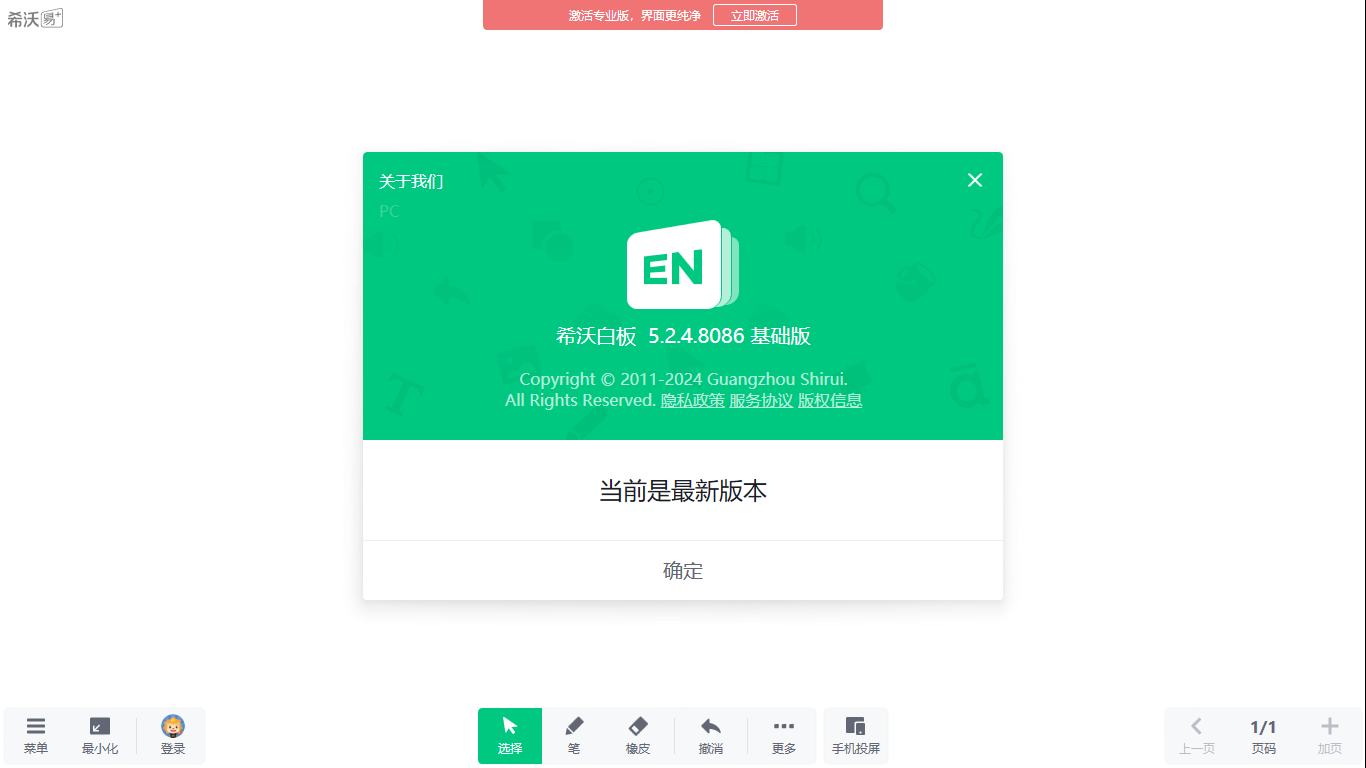 希沃易+
激活专业版，界面更纯净 立即激活
关于我们
PC
EN
希沃白板 5.2.4.8086 基础版
Copyright © 2011-2024 Guangzhou Shirui.
All Rights Reserved. 隐私政策 服务协议 版权信息
当前是最新版本
确定
菜单 最小化 登录 选择 笔 橡皮 撤消 更多 手机投屏 上一页 1/1 页码 加页